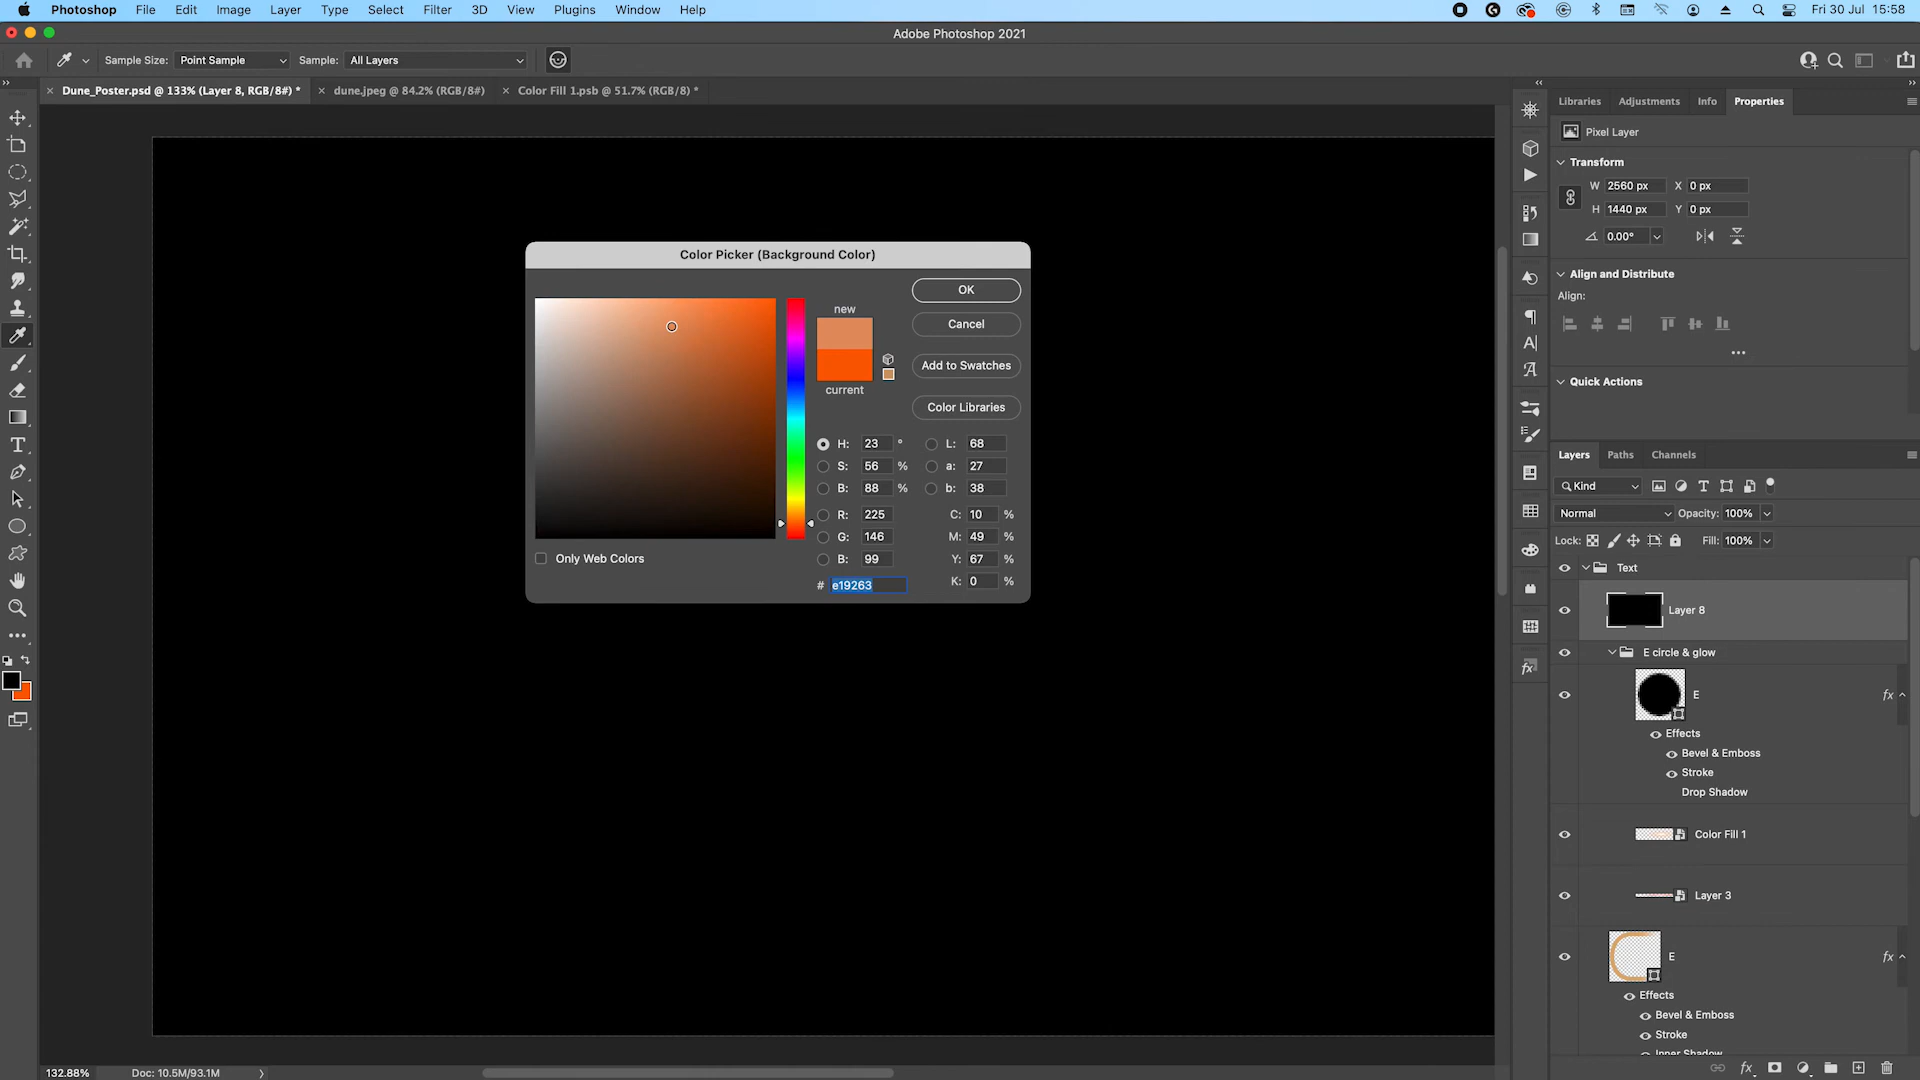 Photoshop File Edit Image Layer Type Select Filter 3D View Plugins Window Help Fri 30 Jul 15:58
Adobe Photoshop 2021
Sample Size: Point Sample Sample: All Layers
Dune_Poster.psd @ 133% (Layer 8, RGB/8#) * dune.jpeg @ 84.2% (RGB/8#) Color Fill 1.psb @ 51.7% (RGB/8) *
Libraries Adjustments Info Properties
Pixel Layer
Transform
W 2560 px X 0 px
H 1440 px Y 0 px
0.00°
Align and Distribute
Align:
Quick Actions
Color Picker (Background Color)
new
current
OK
Cancel
Add to Swatches
Color Libraries
H: 23 ° L: 68
S: 56 % a: 27
B: 88 % b: 38
R: 225 C: 10 %
G: 146 M: 49 %
B: 99 Y: 67 %
# e19263 K: 0 %
Only Web Colors
Layers Paths Channels
Kind
Normal Opacity: 100%
Lock: Fill: 100%
Text
Layer 8
E circle & glow
E fx
Effects
Bevel & Emboss
Stroke
Drop Shadow
Color Fill 1
Layer 3
E fx
Effects
Bevel & Emboss
Stroke
Inner Shadow
132.88% Doc: 10.5M/93.1M